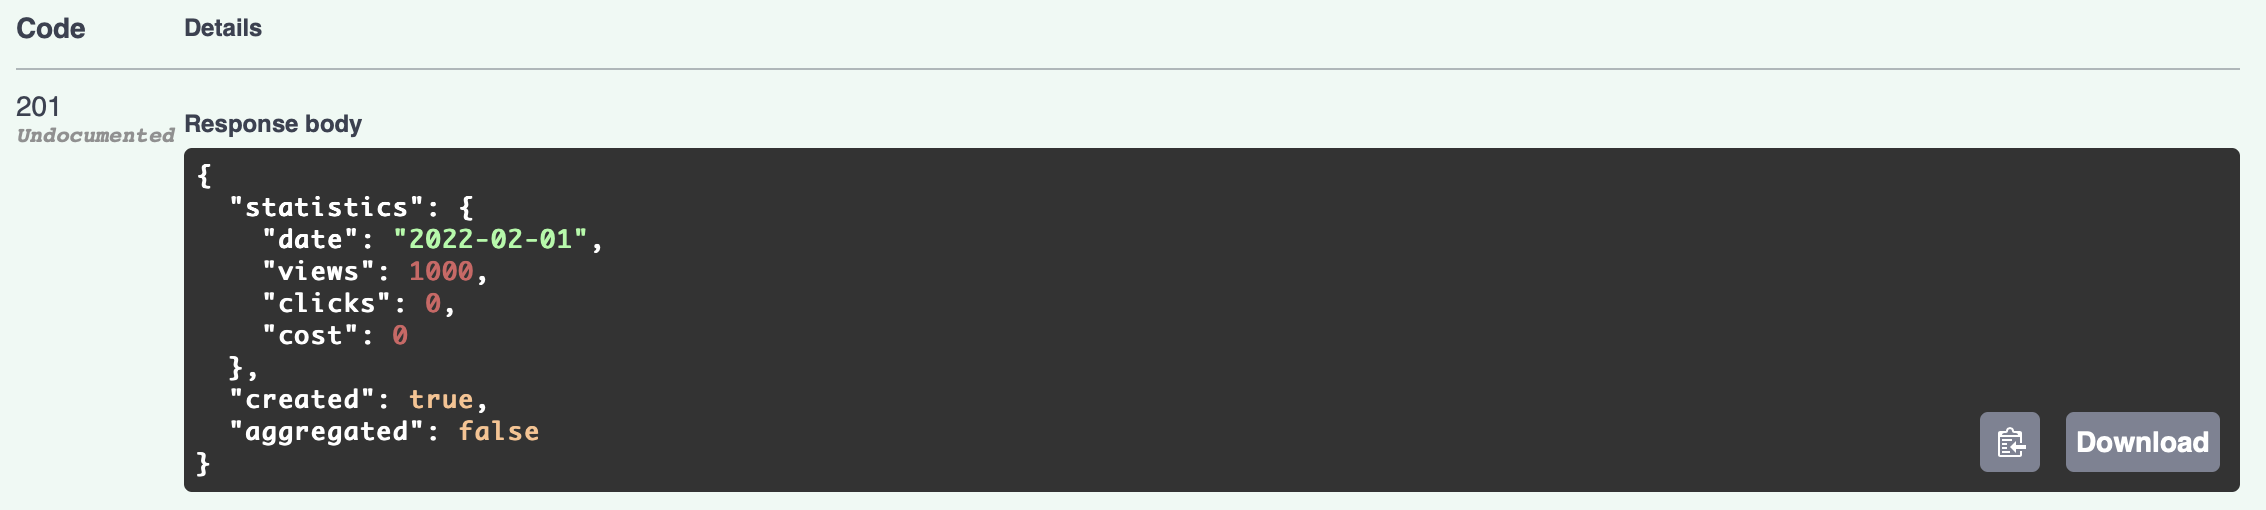 Code Details
201
Undocumented
Response body
{
  "statistics": {
    "date": "2022-02-01",
    "views": 1000,
    "clicks": 0,
    "cost": 0
  },
  "created": true,
  "aggregated": false
}
Download